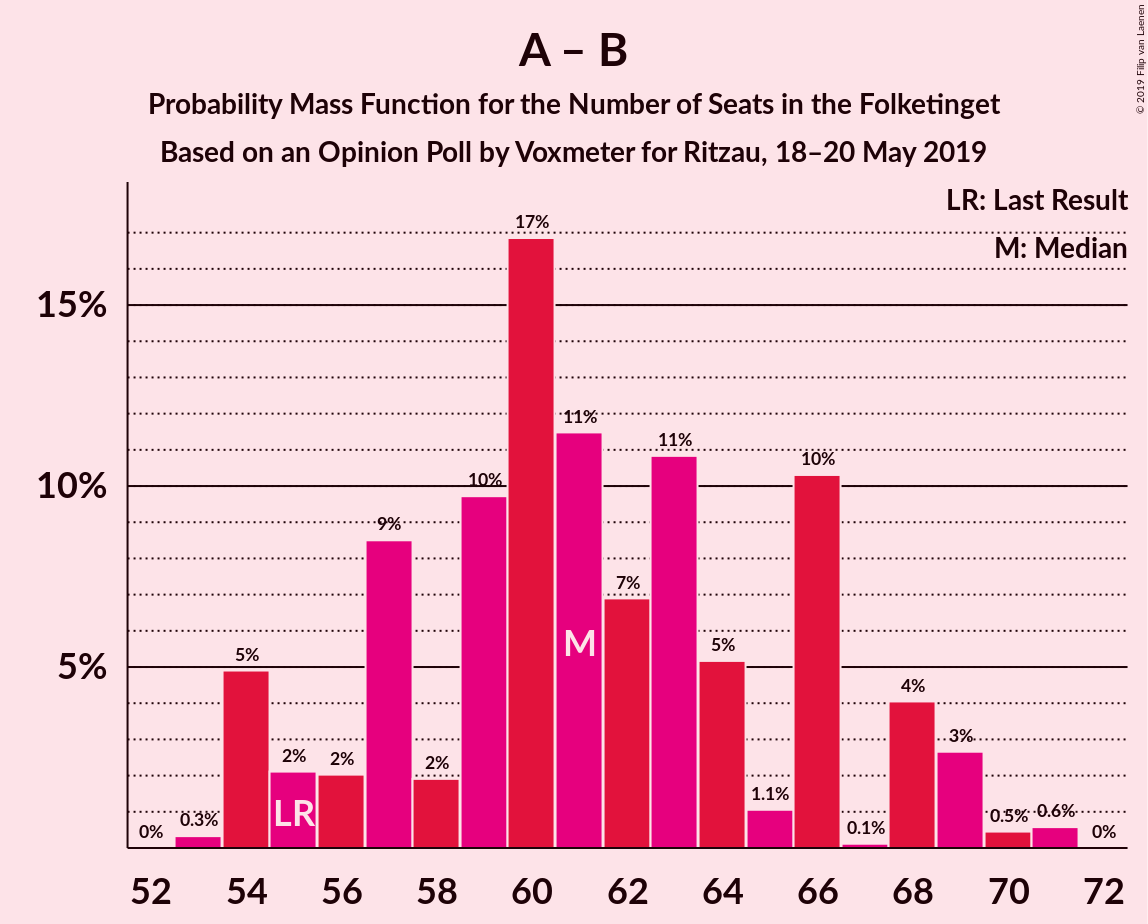 A – B
Probability Mass Function for the Number of Seats in the Folketinget
Based on an Opinion Poll by Voxmeter for Ritzau, 18–20 May 2019
© 2019 Filip van Laenen
LR: Last Result
M: Median
15%
10%
5%
0%
0.3%
5%
2%
2%
9%
2%
10%
17%
11%
7%
11%
5%
1.1%
10%
0.1%
4%
3%
0.5%
0.6%
0%
LR
M
52 54 56 58 60 62 64 66 68 70 72